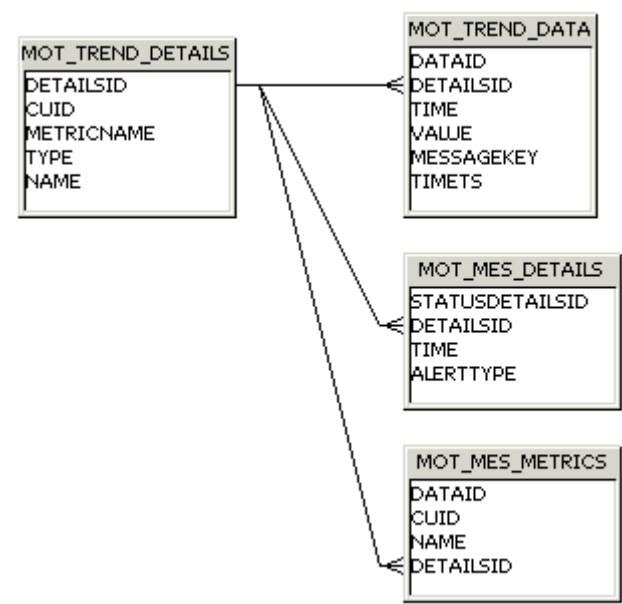 MOT_TREND_DETAILS
DETAILSID
CUID
METRICNAME
TYPE
NAME
MOT_TREND_DATA
DATAID
DETAILSID
TIME
VALUE
MESSAGEKEY
TIMETS
MOT_MES_DETAILS
STATUSDETAILSID
DETAILSID
TIME
ALERTTYPE
MOT_MES_METRICS
DATAID
CUID
NAME
DETAILSID